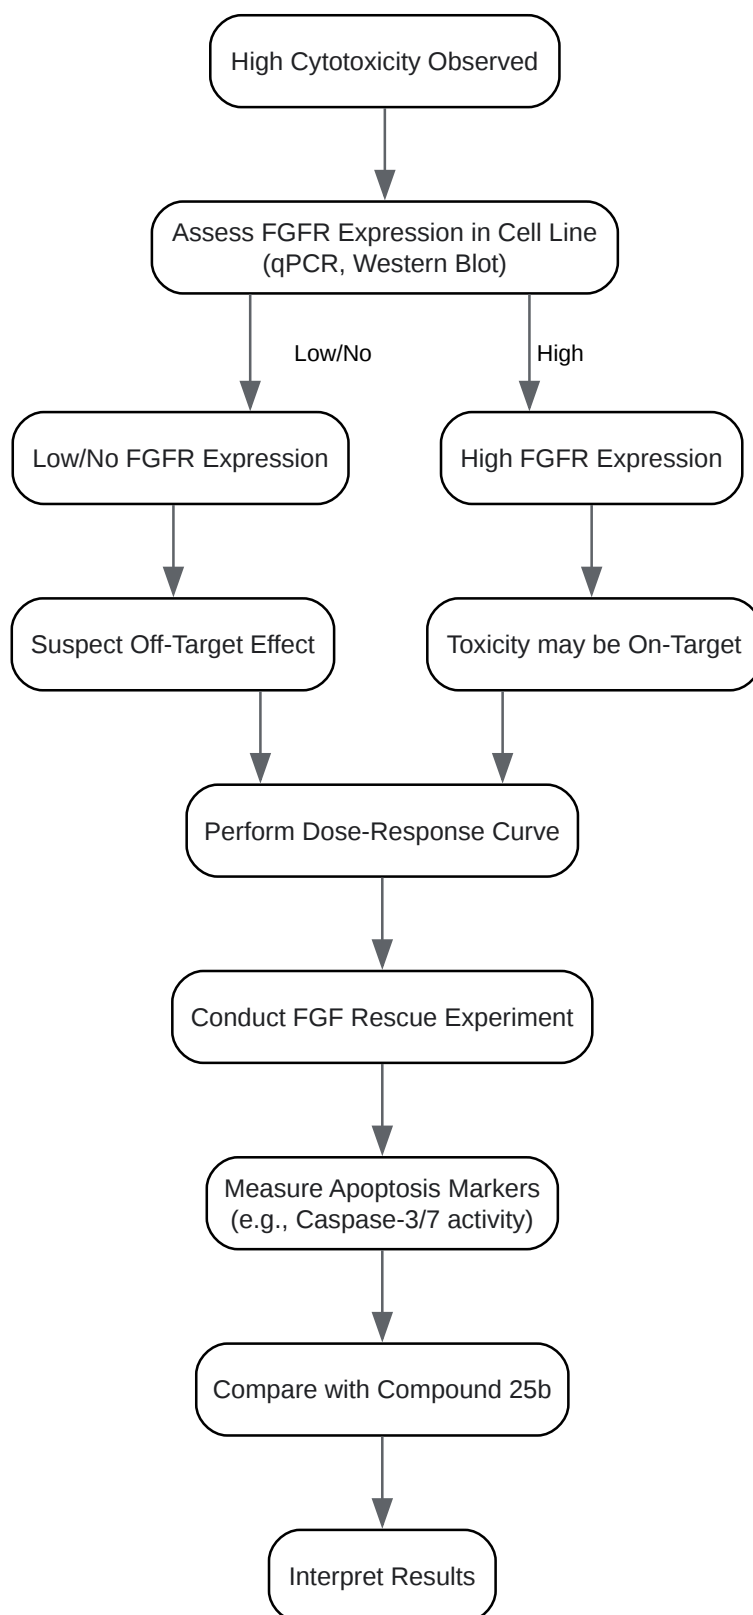 High Cytotoxicity Observed
Assess FGFR Expression in Cell Line
(qPCR, Western Blot)
Low/No
High
Low/No FGFR Expression
High FGFR Expression
Suspect Off-Target Effect
Toxicity may be On-Target
Perform Dose-Response Curve
Conduct FGF Rescue Experiment
Measure Apoptosis Markers
(e.g., Caspase-3/7 activity)
Compare with Compound 25b
Interpret Results